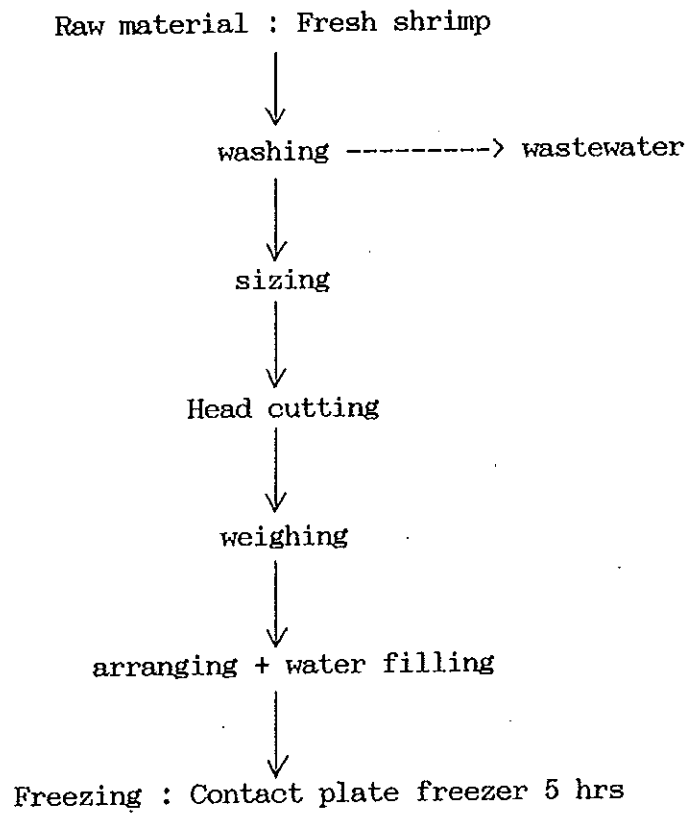 Raw material : Fresh shrimp
washing ---------> wastewater
sizing
Head cutting
weighing
arranging + water filling
Freezing : Contact plate freezer 5 hrs